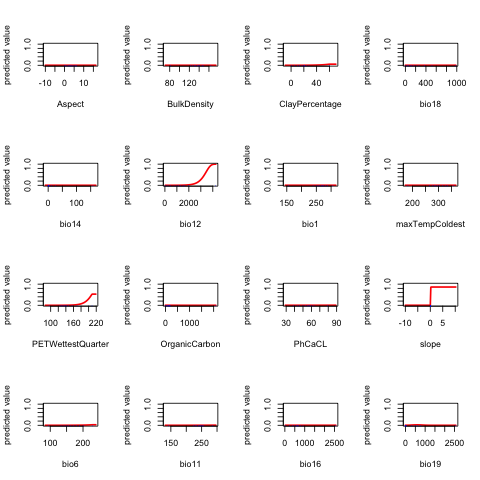 predicted value
0.0 1.0
-10 0 10
Aspect
predicted value
0.0 1.0
80 120
BulkDensity
predicted value
0.0 1.0
0 40
ClayPercentage
predicted value
0.0 1.0
0 400 1000
bio18
predicted value
0.0 1.0
0 100
bio14
predicted value
0.0 1.0
0 2000
bio12
predicted value
0.0 1.0
150 250
bio1
predicted value
0.0 1.0
200 300
maxTempColdest
predicted value
0.0 1.0
100 160 220
PETWettestQuarter
predicted value
0.0 1.0
0 1000
OrganicCarbon
predicted value
0.0 1.0
30 50 70 90
PhCaCL
predicted value
0.0 1.0
-10 0 5
slope
predicted value
0.0 1.0
100 200
bio6
predicted value
0.0 1.0
150 250
bio11
predicted value
0.0 1.0
0 1000 2500
bio16
predicted value
0.0 1.0
0 1000 2500
bio19